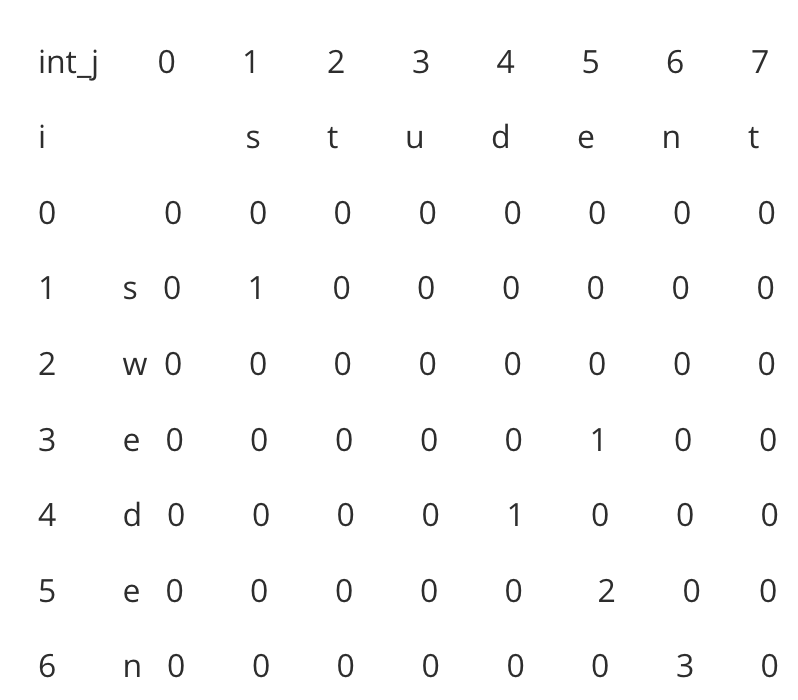 int_j 0 1 2 3 4 5 6 7
i s t u d e n t
0 0 0 0 0 0 0 0 0
1 s 0 1 0 0 0 0 0 0
2 w 0 0 0 0 0 0 0 0
3 e 0 0 0 0 0 1 0 0
4 d 0 0 0 0 1 0 0 0
5 e 0 0 0 0 0 2 0 0
6 n 0 0 0 0 0 0 3 0